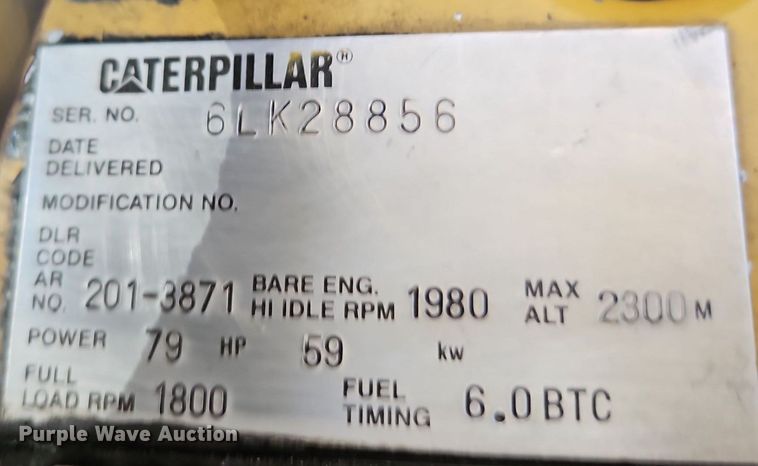 CATERPILLAR®
SER. NO. 6LK28856
DATE
DELIVERED
MODIFICATION NO.
DLR
CODE
AR NO. 201-3871 BARE ENG. HI IDLE RPM 1980 MAX ALT 2300 M
POWER 79 HP 59 kw
FULL LOAD RPM 1800 FUEL TIMING 6.0 BTC
Purple Wave Auction